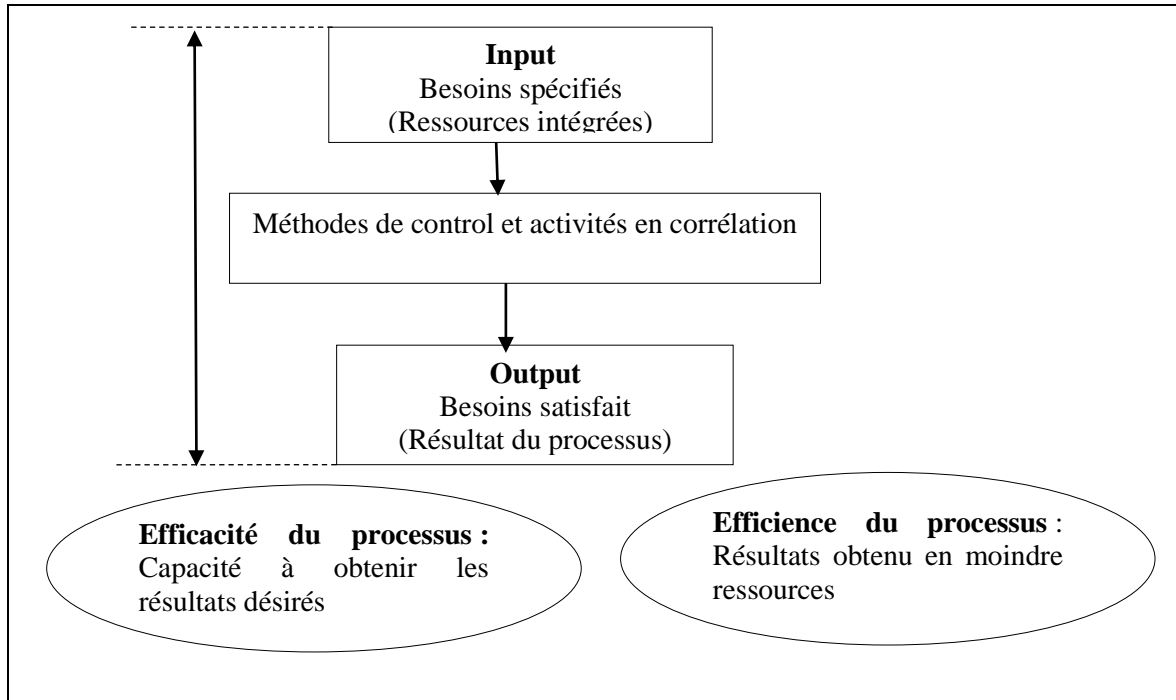 Input
Besoins spécifiés
(Ressources intégrées)
Méthodes de control et activités en corrélation
Output
Besoins satisfait
(Résultat du processus)
Efficacité du processus :
Capacité à obtenir les
résultats désirés
Efficience du processus :
Résultats obtenu en moindre
ressources